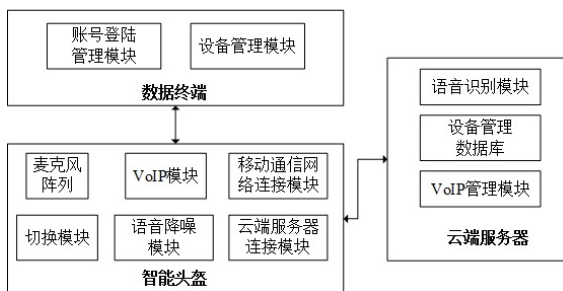 账号登陆
管理模块
设备管理模块
数据终端
麦克风
阵列
VoIP模块
移动通信网
络连接模块
切换模块
语音降噪
模块
云端服务器
连接模块
智能头盔
语音识别模块
设备管理
数据库
VoIP管理模块
云端服务器